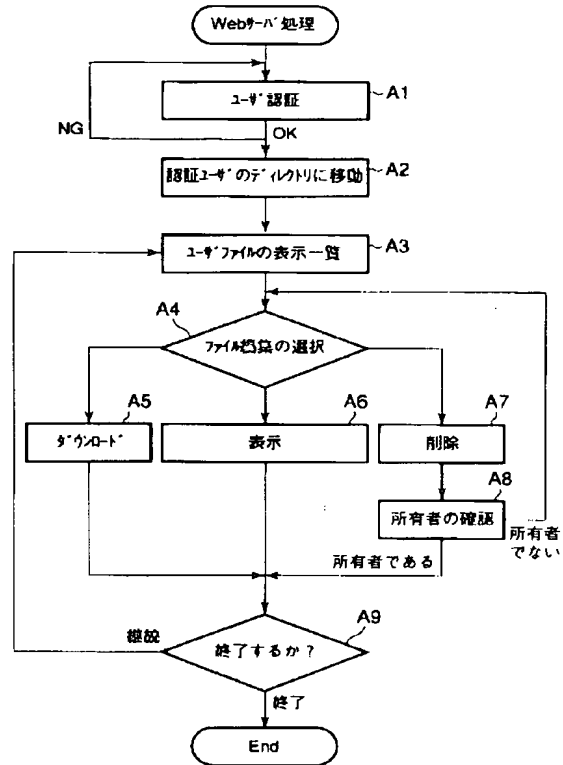 Webサーバ処理
ユーザ認証
A1
NG
OK
認証ユーザのディレクトリに移動
A2
ユーザファイルの表示一覧
A3
A4
ファイル編集の選択
A5
ダウンロード
A6
表示
A7
削除
A8
所有者の確認
所有者
でない
所有者である
継続
A9
終了するか?
終了
End